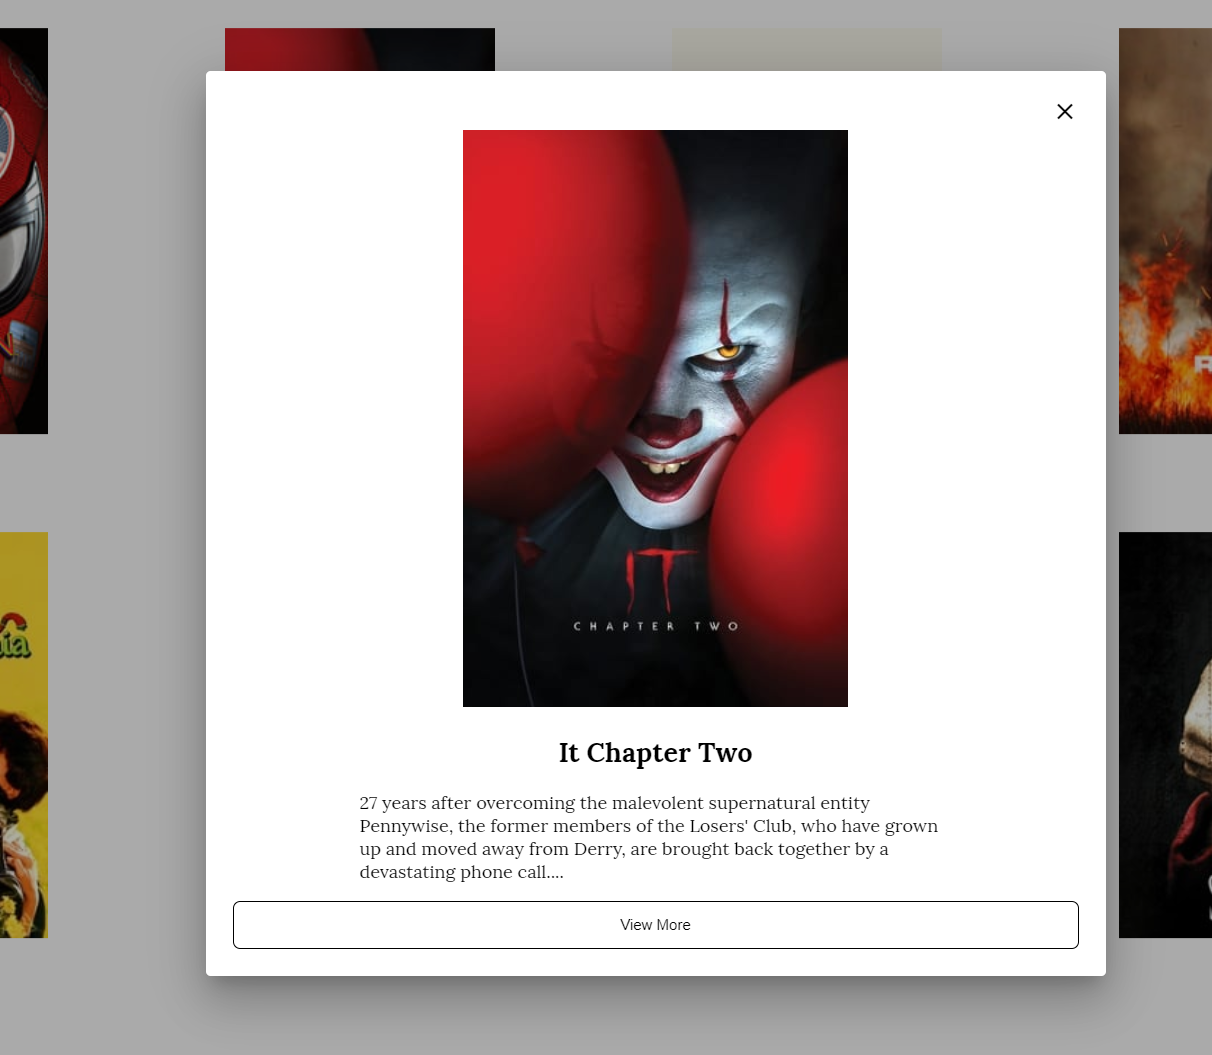 IT
CHAPTER TWO
It Chapter Two
27 years after overcoming the malevolent supernatural entity
Pennywise, the former members of the Losers' Club, who have grown
up and moved away from Derry, are brought back together by a
devastating phone call....
View More